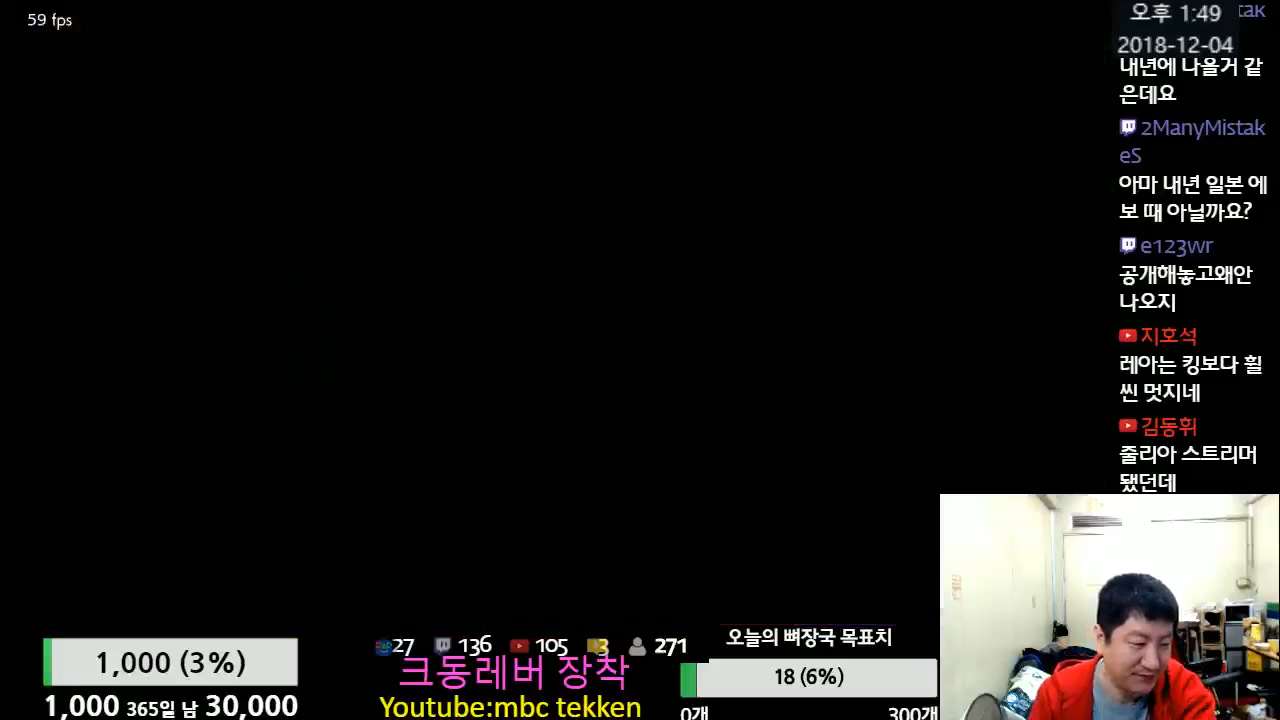 59 fps
오후 1:49
tak
2018-12-04
내년에 나올거 같
은데요
2ManyMistak
eS
아마 내년 일본 에
보 때 아닐까요?
e123wr
공개해놓고왜안
나오지
지호석
레아는 킹보다 훨
씬 멋지네
김동휘
줄리아 스트리머
됐던데
27 136 105 3 271
오늘의 뼈장국 목표치
1,000 (3%)
크동레버 장착
18 (6%)
1,000 365일 남 30,000
Youtube:mbc tekken
0개 300개